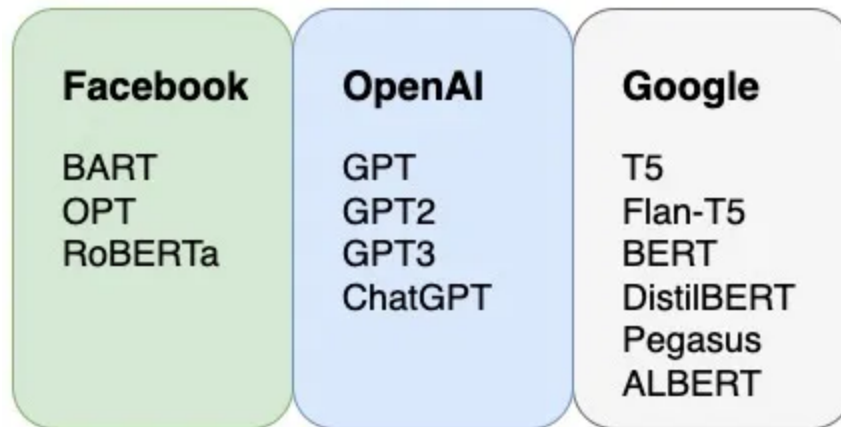 Facebook
BART
OPT
RoBERTa
OpenAI
GPT
GPT2
GPT3
ChatGPT
Google
T5
Flan-T5
BERT
DistilBERT
Pegasus
ALBERT